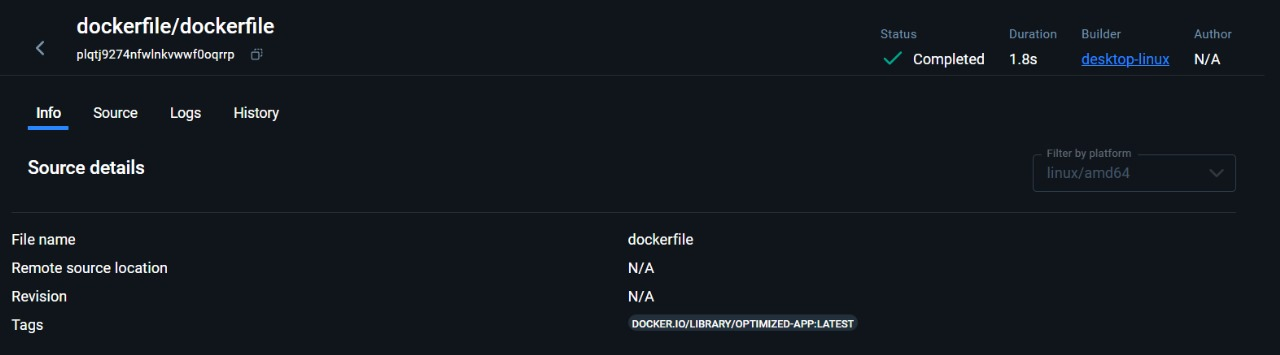 dockerfile/dockerfile
plqtj9274nfwlnkvwwf0oqrrp
Status Duration Builder Author
Completed 1.8s desktop-linux N/A
Info Source Logs History
Source details
Filter by platform
linux/amd64
File name dockerfile
Remote source location N/A
Revision N/A
Tags DOCKER.IO/LIBRARY/OPTIMIZED-APP:LATEST